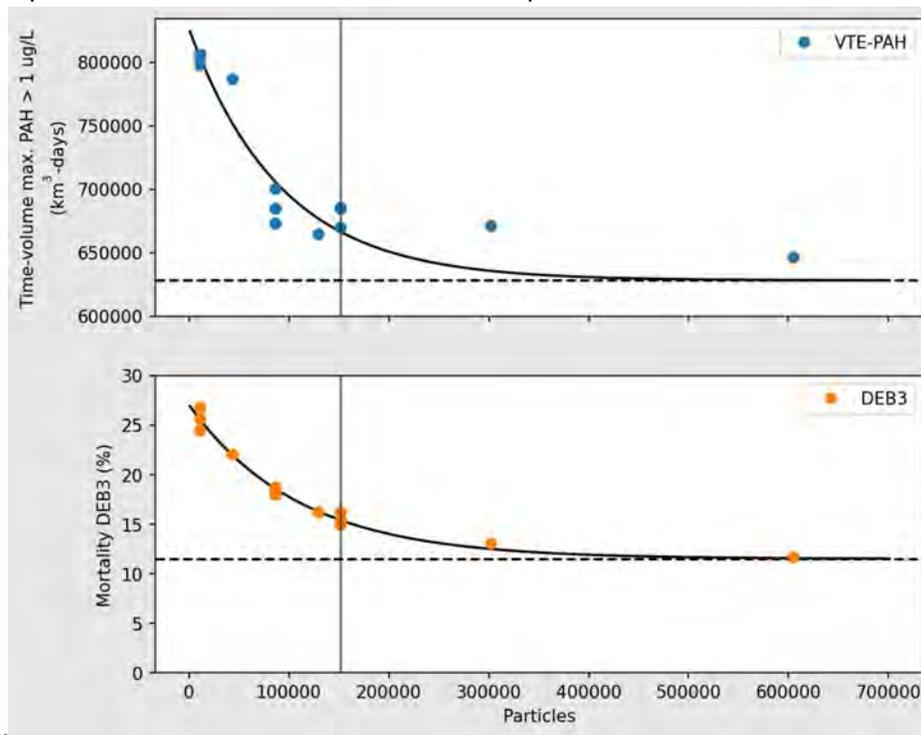 Time-volume max. PAH > 1 ug/L
(km³-days)
800000
750000
700000
650000
600000
VTE-PAH
Mortality DEB3 (%)
30
25
20
15
10
5
0
DEB3
0 100000 200000 300000 400000 500000 600000 700000
Particles